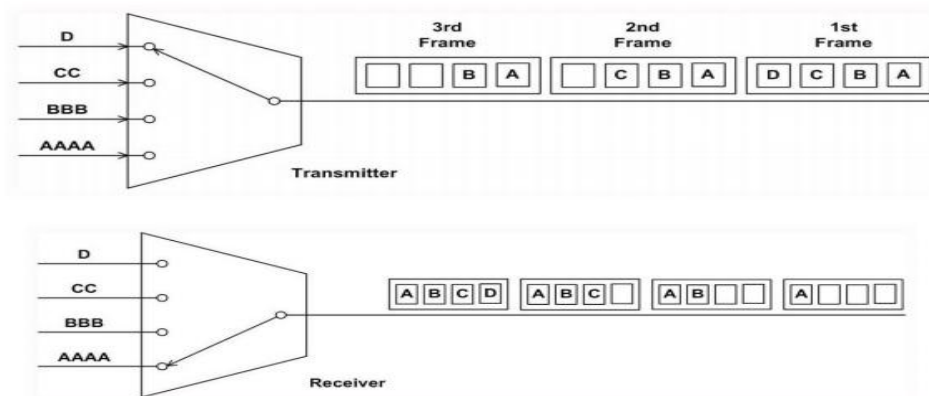 3rd
Frame
2nd
Frame
1st
Frame
D
CC
BBB
AAAA
B A
C B A
D C B A
Transmitter
D
CC
BBB
AAAA
A B C D
A B C
A B
A
Receiver